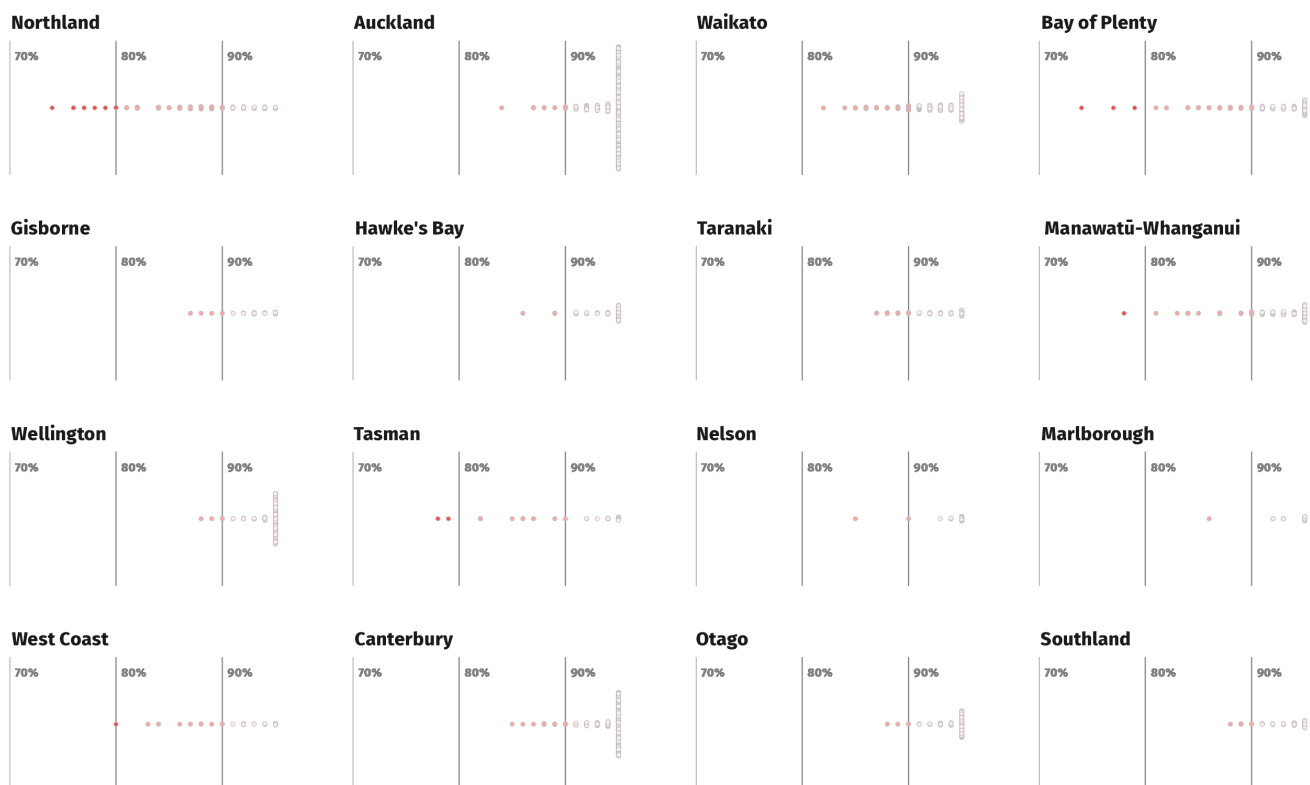 Northland Auckland Waikato Bay of Plenty
70% 80% 90% 70% 80% 90% 70% 80% 90% 70% 80% 90%
Gisborne Hawke's Bay Taranaki Manawatū-Whanganui
70% 80% 90% 70% 80% 90% 70% 80% 90% 70% 80% 90%
Wellington Tasman Nelson Marlborough
70% 80% 90% 70% 80% 90% 70% 80% 90% 70% 80% 90%
West Coast Canterbury Otago Southland
70% 80% 90% 70% 80% 90% 70% 80% 90% 70% 80% 90%